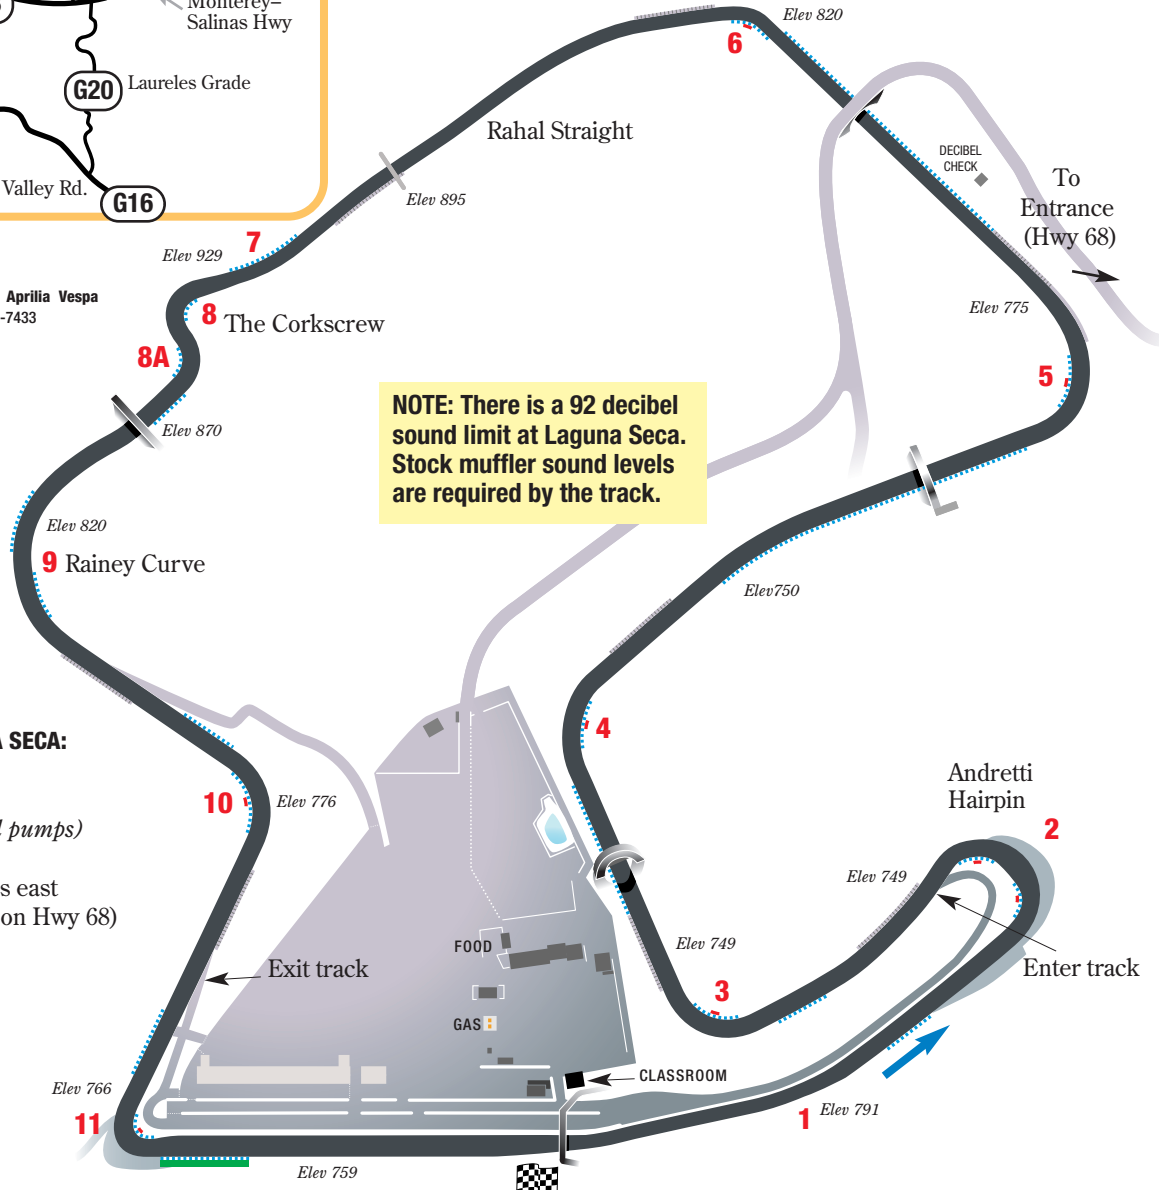 Monterey–
Salinas Hwy
G20
Laureles Grade
Valley Rd.
G16
Aprilia Vespa
-7433
6
Elev 820
Rahal Straight
DECIBEL
CHECK
To
Entrance
(Hwy 68)
Elev 895
7
Elev 929
8
The Corkscrew
8A
Elev 775
5
Elev 870
NOTE: There is a 92 decibel
sound limit at Laguna Seca.
Stock muffler sound levels
are required by the track.
Elev 820
9 Rainey Curve
Elev750
4
A SECA:
10
Elev 776
l pumps)
Andretti
Hairpin
2
Elev 749
s east
on Hwy 68)
FOOD
Elev 749
Exit track
Enter track
3
GAS
CLASSROOM
Elev 766
11
1
Elev 791
Elev 759